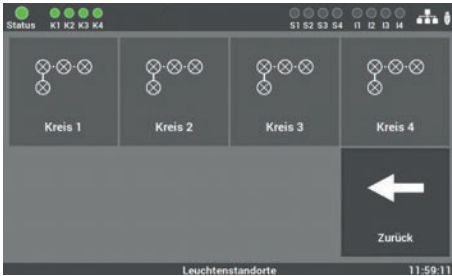 Status K1 K2 K3 K4 S1 S2 S3 S4 I1 I2 I3 I4
Kreis 1 Kreis 2 Kreis 3 Kreis 4
Zurück
Leuchtenstandorte 11:59:11